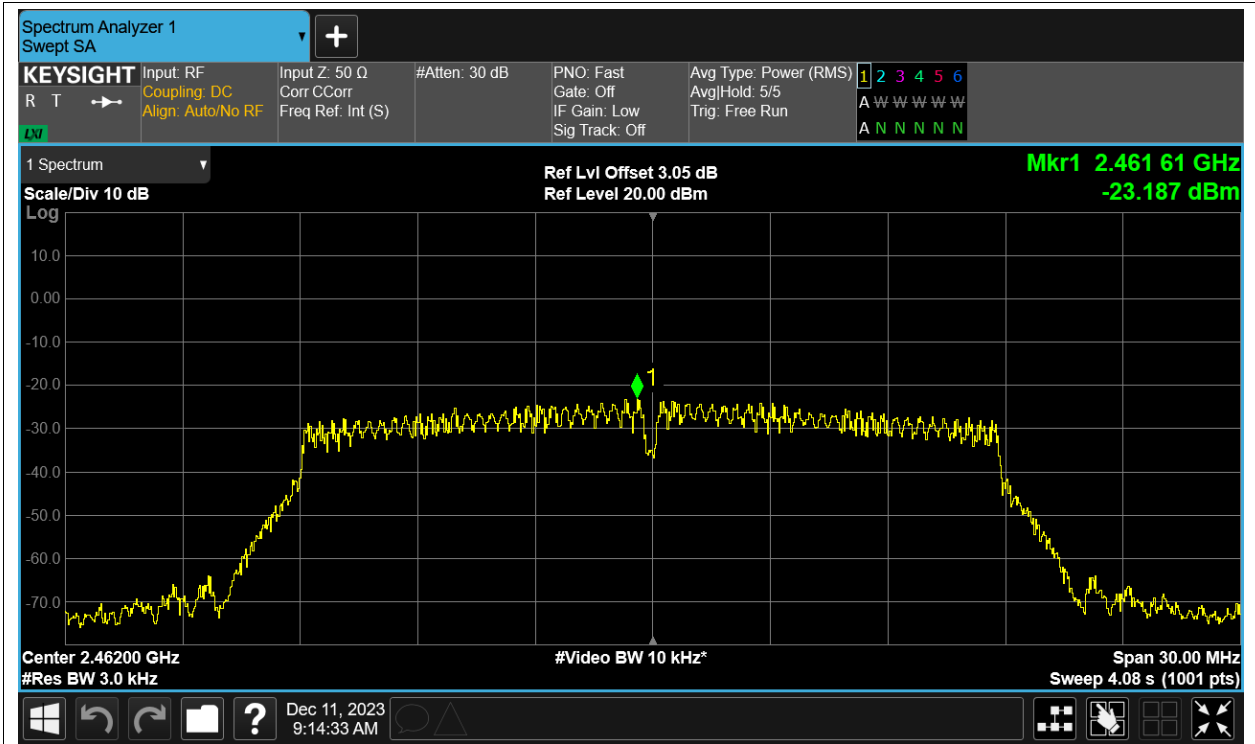 Spectrum Analyzer 1
Swept SA
+
KEYSIGHT
R T
LXI
Input: RF
Coupling: DC
Align: Auto/No RF
Input Z: 50 Ω
Corr CCorr
Freq Ref: Int (S)
#Atten: 30 dB
PNO: Fast
Gate: Off
IF Gain: Low
Sig Track: Off
Avg Type: Power (RMS)
Avg|Hold: 5/5
Trig: Free Run
1 2 3 4 5 6
A W W W W W
A N N N N N
1 Spectrum
Scale/Div 10 dB
Log
Ref Lvl Offset 3.05 dB
Ref Level 20.00 dBm
Mkr1 2.461 61 GHz
-23.187 dBm
10.0
0.00
-10.0
-20.0
-30.0
-40.0
-50.0
-60.0
-70.0
1
Center 2.46200 GHz
#Res BW 3.0 kHz
#Video BW 10 kHz*
Span 30.00 MHz
Sweep 4.08 s (1001 pts)
?
Dec 11, 2023
9:14:33 AM